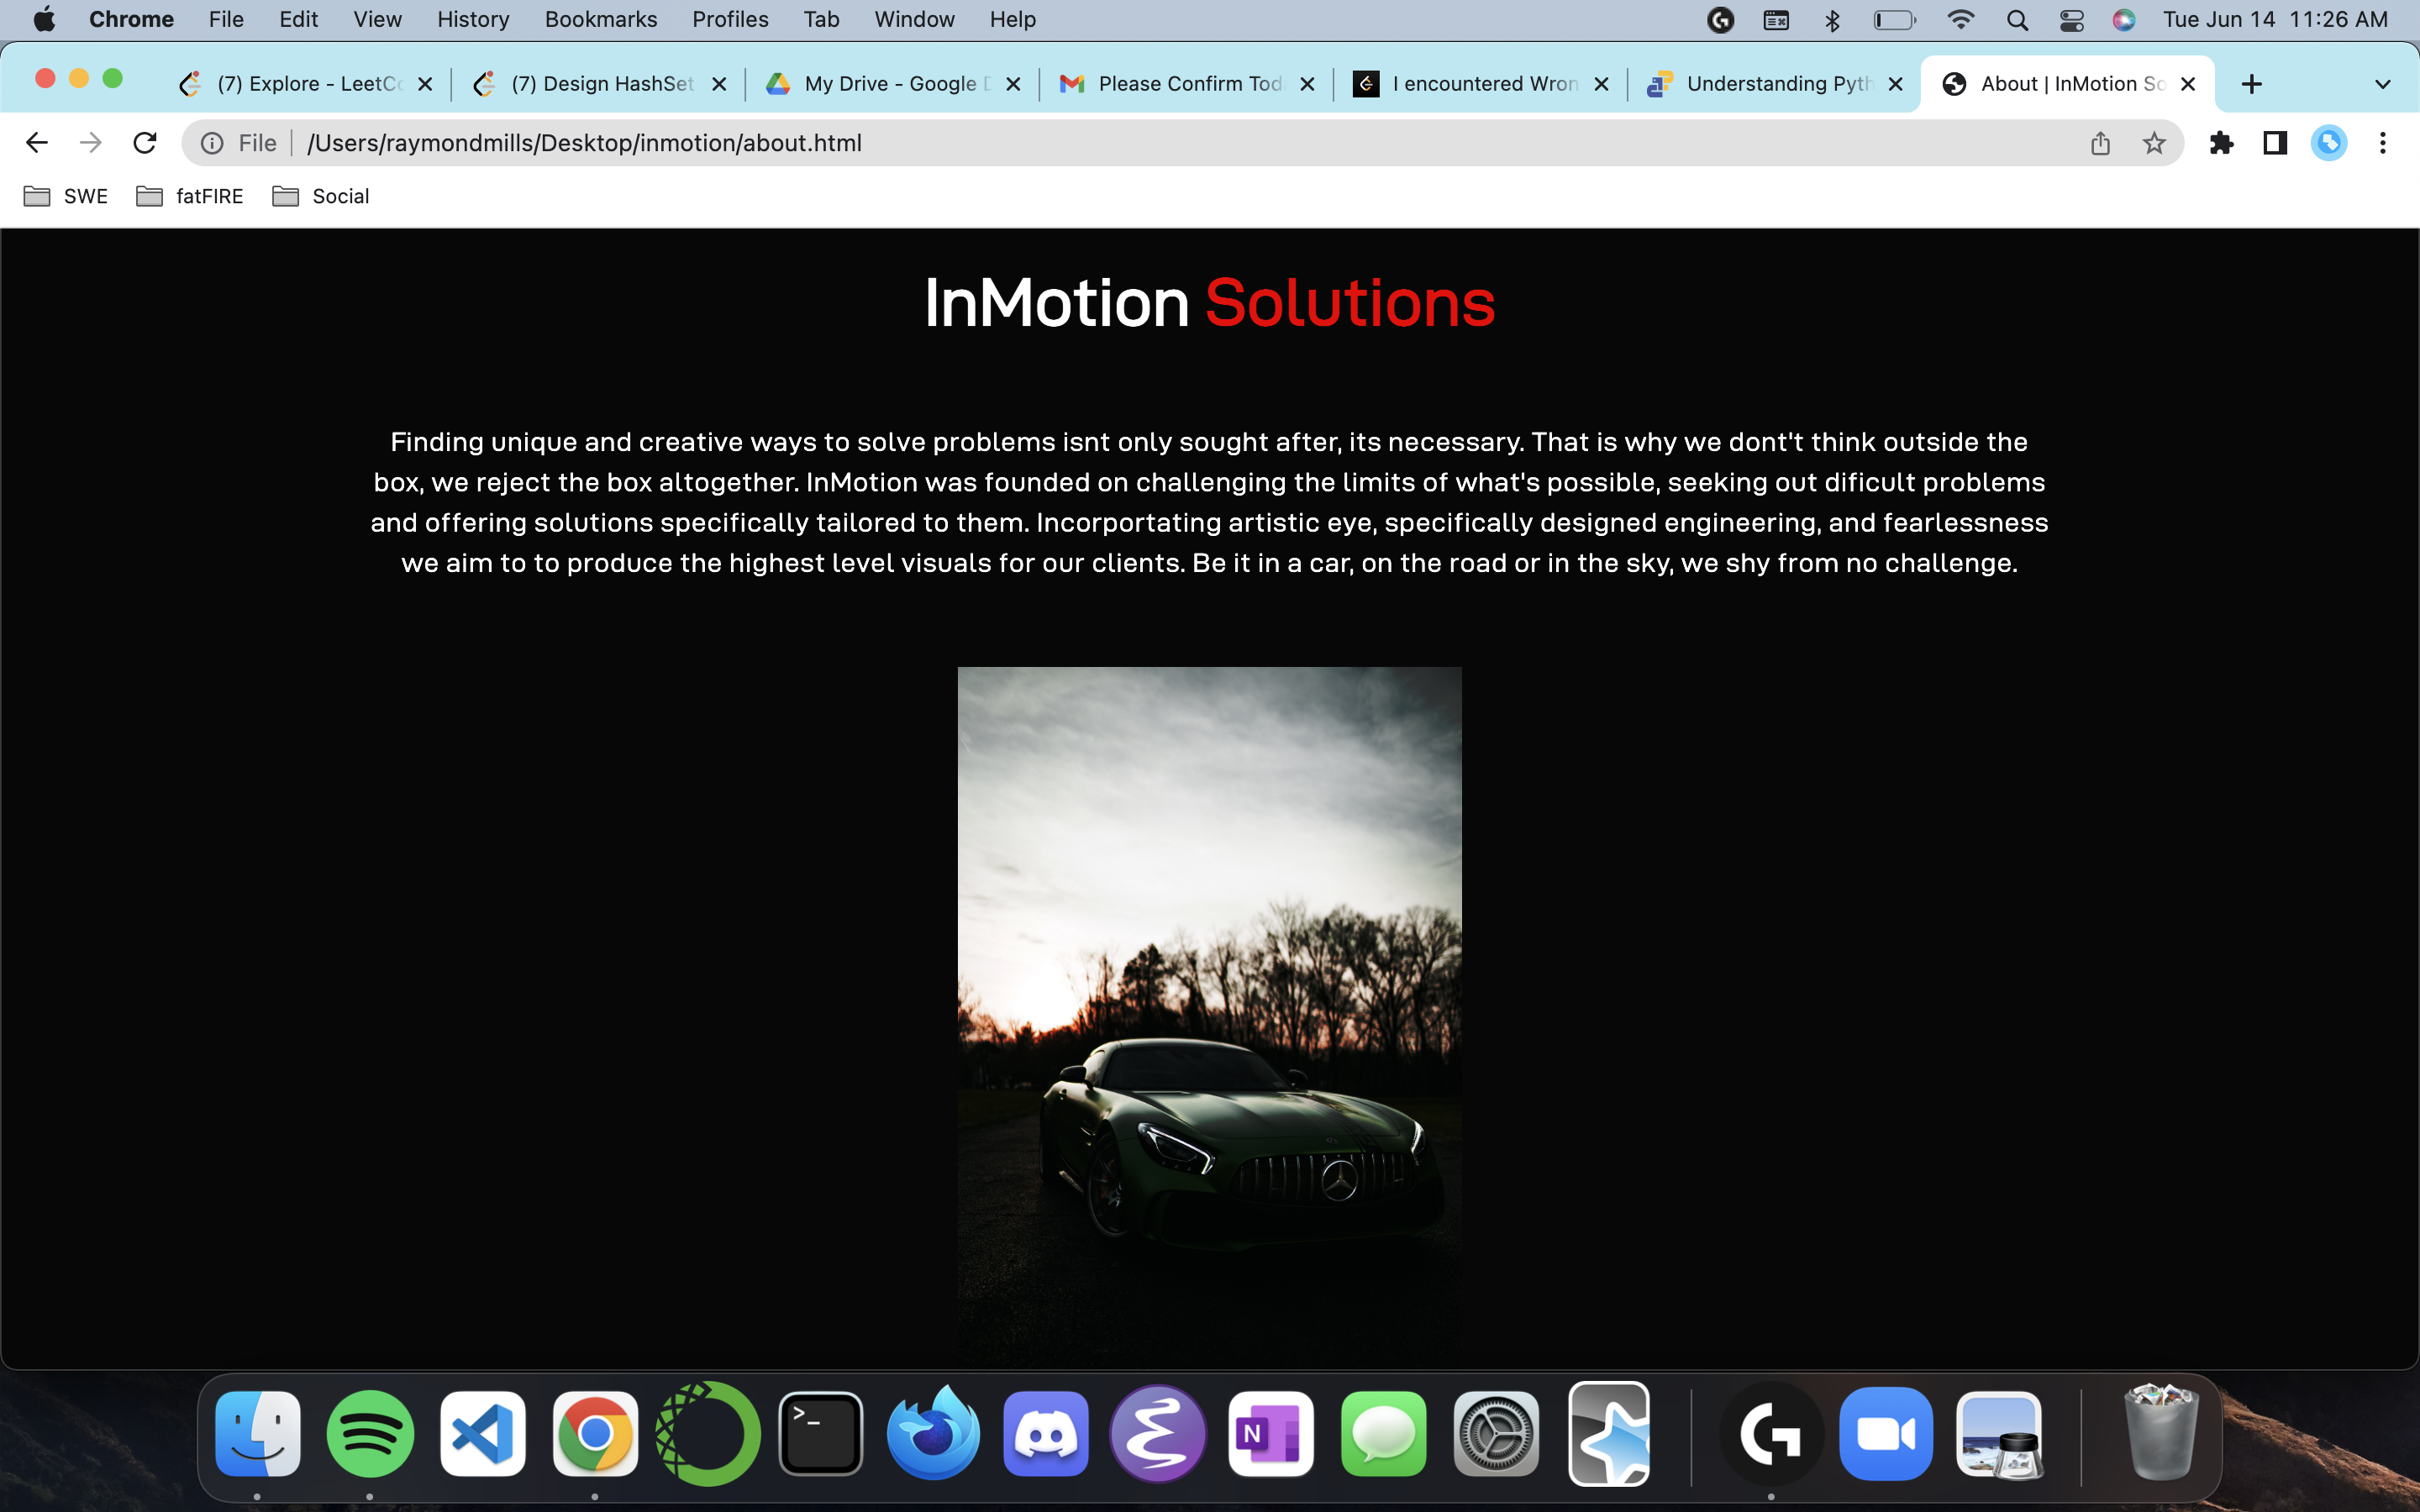 Chrome File Edit View History Bookmarks Profiles Tab Window Help Tue Jun 14 11:26 AM
(7) Explore - LeetC (7) Design HashSet My Drive - Google D Please Confirm Tod I encountered Wron Understanding Pyth About | InMotion So
File /Users/raymondmills/Desktop/inmotion/about.html
SWE fatFIRE Social
InMotion Solutions
Finding unique and creative ways to solve problems isnt only sought after, its necessary. That is why we dont't think outside the
box, we reject the box altogether. InMotion was founded on challenging the limits of what's possible, seeking out dificult problems
and offering solutions specifically tailored to them. Incorportating artistic eye, specifically designed engineering, and fearlessness
we aim to to produce the highest level visuals for our clients. Be it in a car, on the road or in the sky, we shy from no challenge.
>_
N